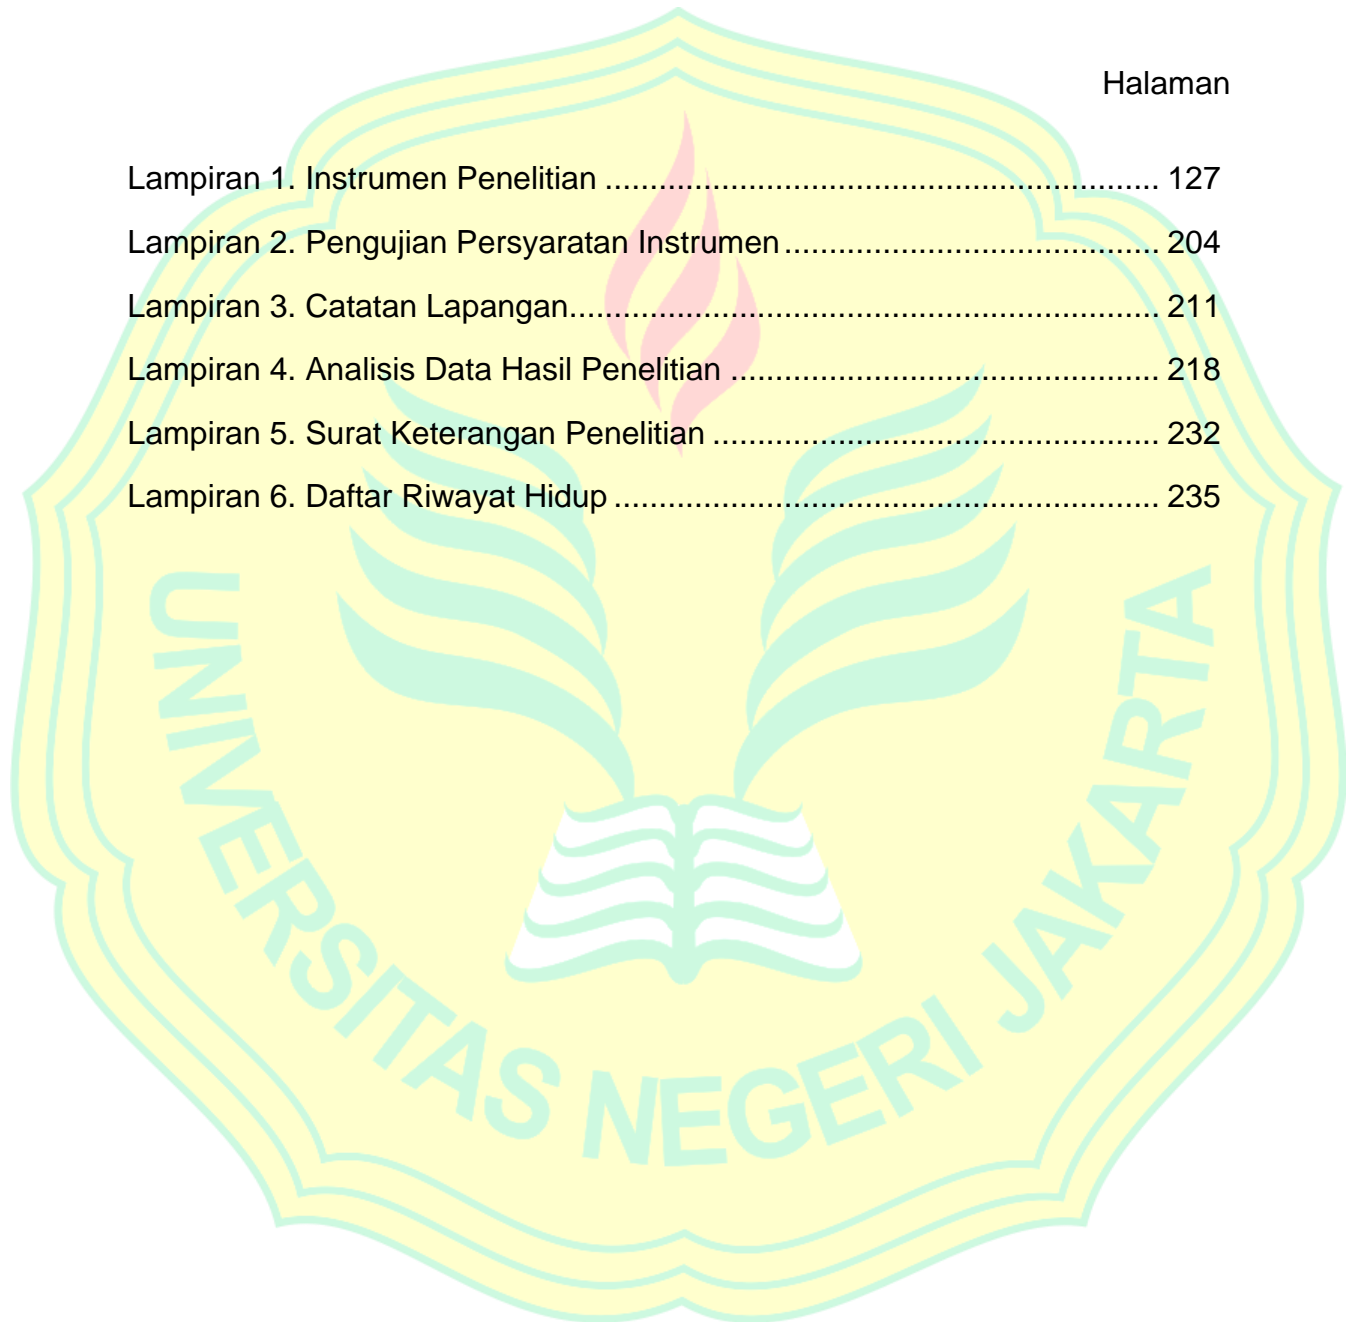 Halaman
Lampiran 1. Instrumen Penelitian .............................................................. 127
Lampiran 2. Pengujian Persyaratan Instrumen .......................................... 204
Lampiran 3. Catatan Lapangan.................................................................. 211
Lampiran 4. Analisis Data Hasil Penelitian ................................................ 218
Lampiran 5. Surat Keterangan Penelitian .................................................. 232
Lampiran 6. Daftar Riwayat Hidup ............................................................. 235
UNIVERSITAS NEGERI JAKARTA